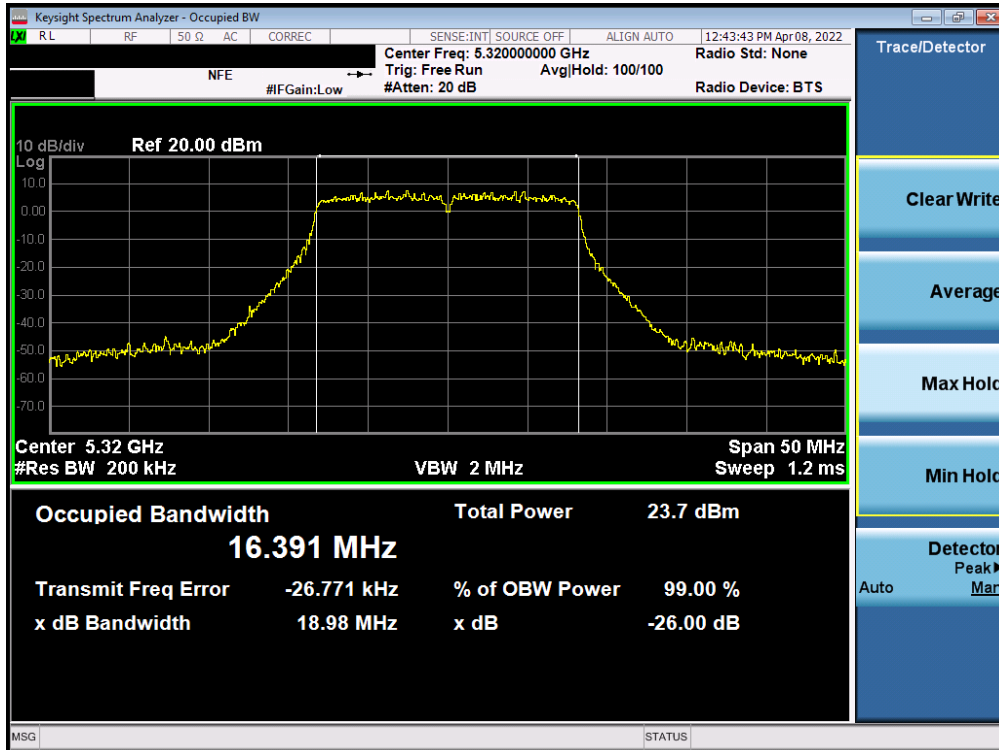 Keysight Spectrum Analyzer - Occupied BW
LXI RL RF 50 Ω AC CORREC SENSE:INT SOURCE OFF ALIGN AUTO 12:43:43 PM Apr 08, 2022
Center Freq: 5.320000000 GHz Radio Std: None
NFE Trig: Free Run Avg|Hold: 100/100
#IFGain:Low #Atten: 20 dB Radio Device: BTS
10 dB/div Ref 20.00 dBm
Log
10.0
0.00
-10.0
-20.0
-30.0
-40.0
-50.0
-60.0
-70.0
Center 5.32 GHz Span 50 MHz
#Res BW 200 kHz VBW 2 MHz Sweep 1.2 ms
Occupied Bandwidth Total Power 23.7 dBm
16.391 MHz
Transmit Freq Error -26.771 kHz % of OBW Power 99.00 %
x dB Bandwidth 18.98 MHz x dB -26.00 dB
MSG STATUS
Trace/Detector
Clear Write
Average
Max Hold
Min Hold
Detector
Peak
Auto Man